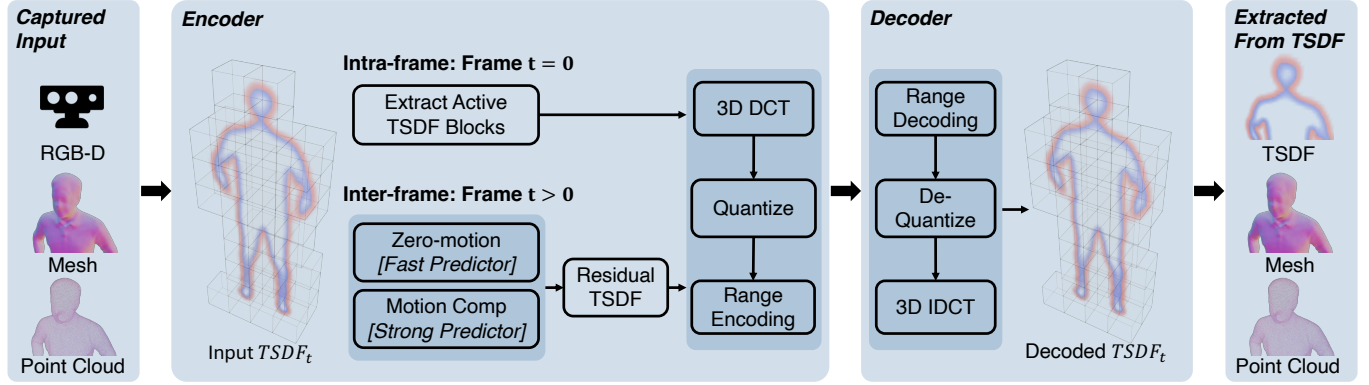 Captured
Input
RGB-D
Mesh
Point Cloud
Encoder
Input TSDF_t
Intra-frame: Frame t = 0
Extract Active
TSDF Blocks
Inter-frame: Frame t > 0
Zero-motion
[Fast Predictor]
Motion Comp
[Strong Predictor]
Residual
TSDF
3D DCT
Quantize
Range
Encoding
Decoder
Range
Decoding
De-
Quantize
3D IDCT
Decoded TSDF_t
Extracted
From TSDF
TSDF
Mesh
Point Cloud